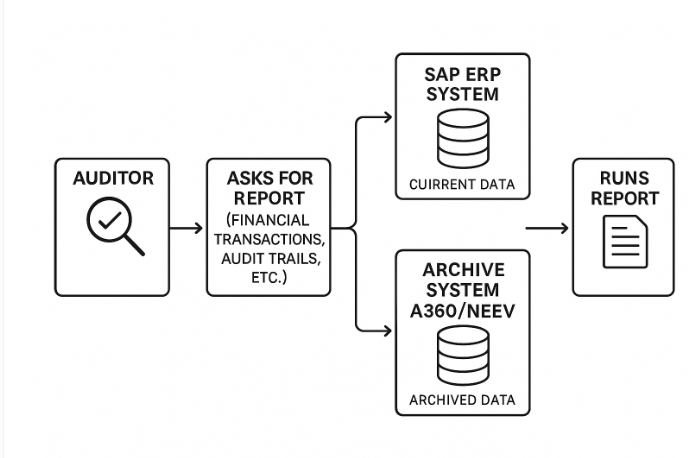 AUDITOR
ASKS FOR
REPORT
(FINANCIAL
TRANSACTIONS,
AUDIT TRAILS,
ETC.)
SAP ERP
SYSTEM
CUIRRENT DATA
ARCHIVE
SYSTEM
A360/NEEV
ARCHIVED DATA
RUNS
REPORT